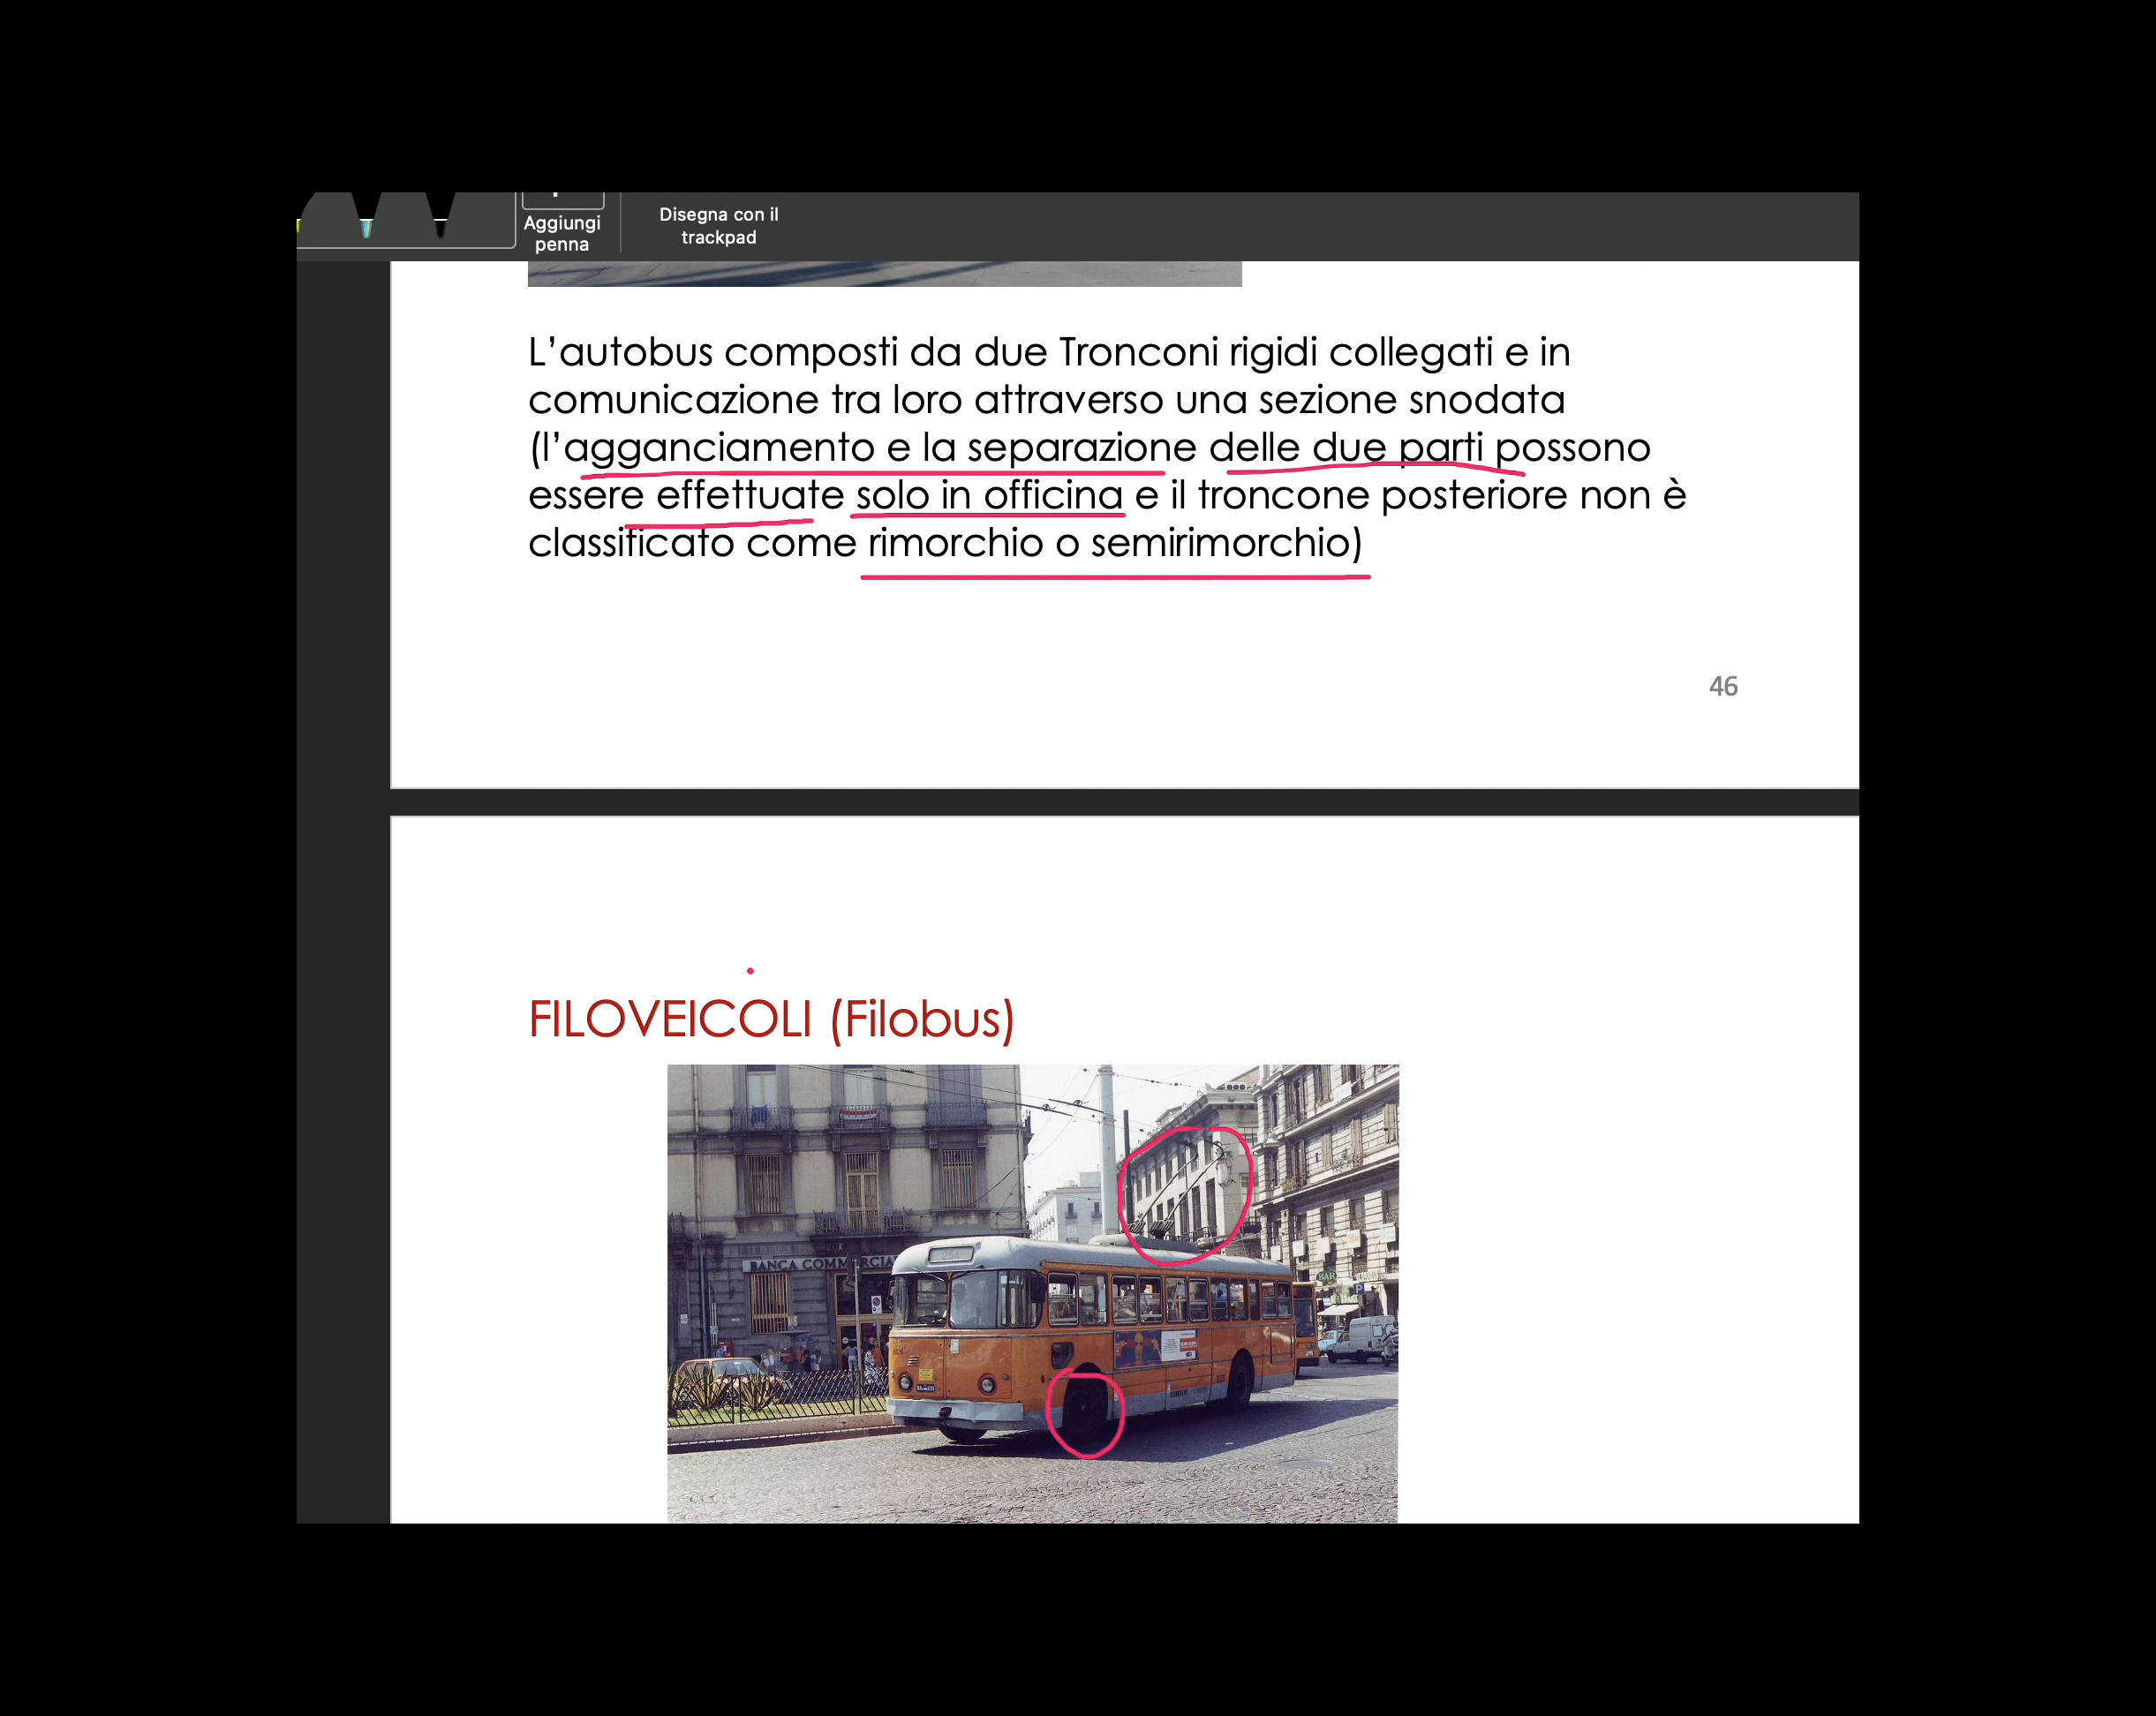 Aggiungi
penna
Disegna con il
trackpad
L’autobus composti da due Tronconi rigidi collegati e in
comunicazione tra loro attraverso una sezione snodata
(l’agganciamento e la separazione delle due parti possono
essere effettuate solo in officina e il troncone posteriore non è
classificato come rimorchio o semirimorchio)
46
FILOVEICOLI (Filobus)
BANCA COMMERCIA
254
BAR
P